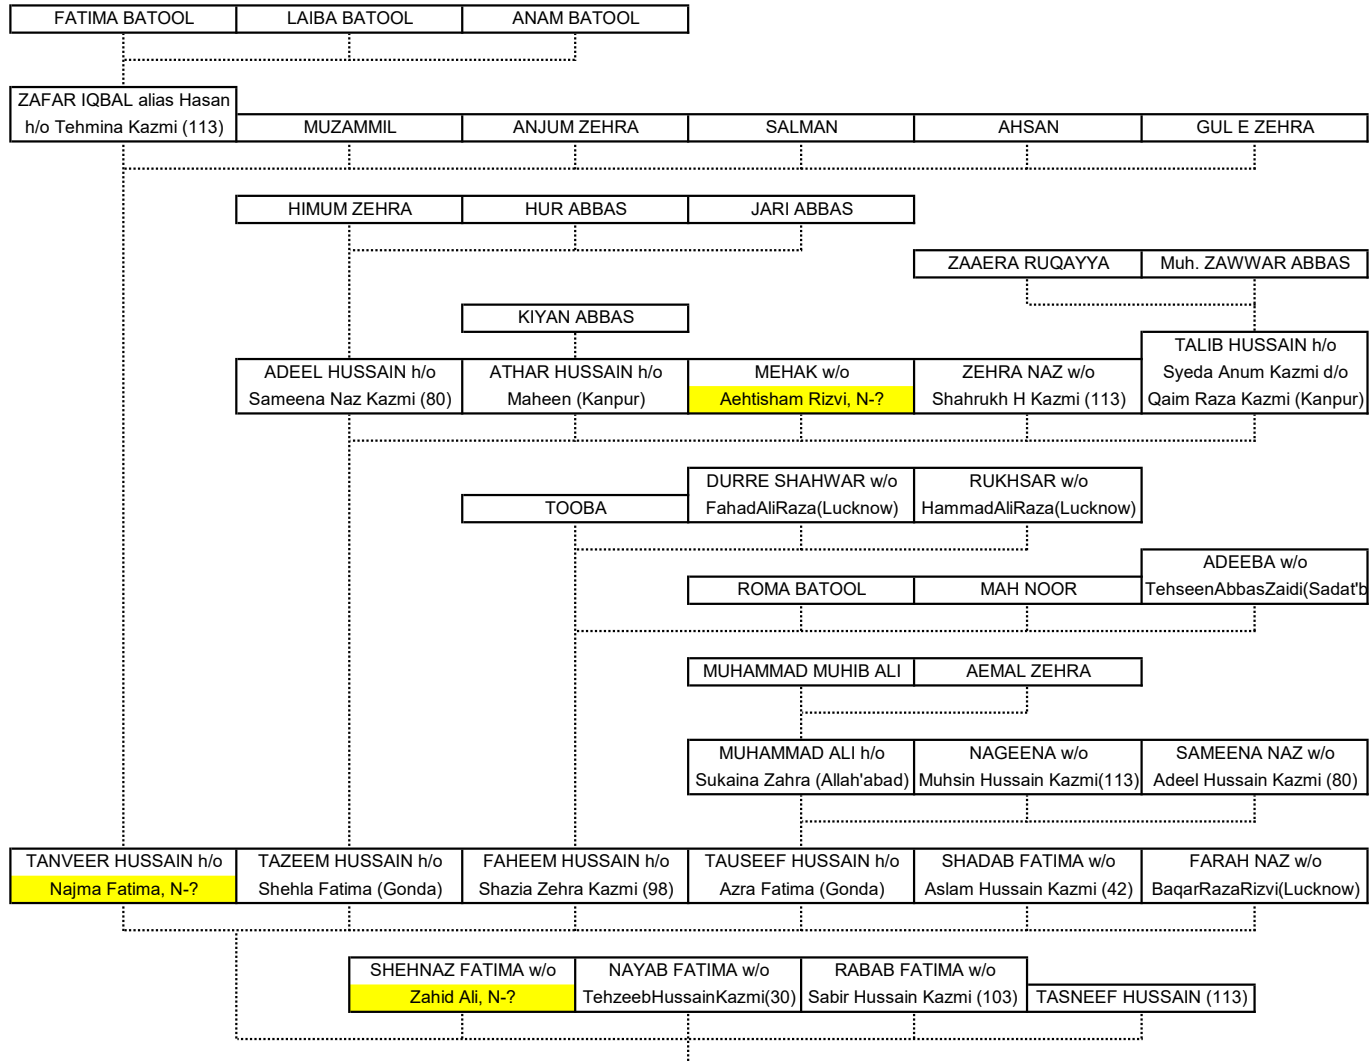 FATIMA BATOOL LAIBA BATOOL ANAM BATOOL
ZAFAR IQBAL alias Hasan
h/o Tehmina Kazmi (113) MUZAMMIL ANJUM ZEHRA SALMAN AHSAN GUL E ZEHRA
HIMUM ZEHRA HUR ABBAS JARI ABBAS
ZAAERA RUQAYYA Muh. ZAWWAR ABBAS
KIYAN ABBAS
TALIB HUSSAIN h/o
ADEEL HUSSAIN h/o ATHAR HUSSAIN h/o MEHAK w/o ZEHRA NAZ w/o Syeda Anum Kazmi d/o
Sameena Naz Kazmi (80) Maheen (Kanpur) Aehtisham Rizvi, N-? Shahrukh H Kazmi (113) Qaim Raza Kazmi (Kanpur)
DURRE SHAHWAR w/o RUKHSAR w/o
TOOBA FahadAliRaza(Lucknow) HammadAliRaza(Lucknow)
ADEEBA w/o
ROMA BATOOL MAH NOOR TehseenAbbasZaidi(Sadat'b
MUHAMMAD MUHIB ALI AEMAL ZEHRA
MUHAMMAD ALI h/o NAGEENA w/o SAMEENA NAZ w/o
Sukaina Zahra (Allah'abad) Muhsin Hussain Kazmi(113) Adeel Hussain Kazmi (80)
TANVEER HUSSAIN h/o TAZEEM HUSSAIN h/o FAHEEM HUSSAIN h/o TAUSEEF HUSSAIN h/o SHADAB FATIMA w/o FARAH NAZ w/o
Najma Fatima, N-? Shehla Fatima (Gonda) Shazia Zehra Kazmi (98) Azra Fatima (Gonda) Aslam Hussain Kazmi (42) BaqarRazaRizvi(Lucknow)
SHEHNAZ FATIMA w/o NAYAB FATIMA w/o RABAB FATIMA w/o
Zahid Ali, N-? TehzeebHussainKazmi(30) Sabir Hussain Kazmi (103) TASNEEF HUSSAIN (113)